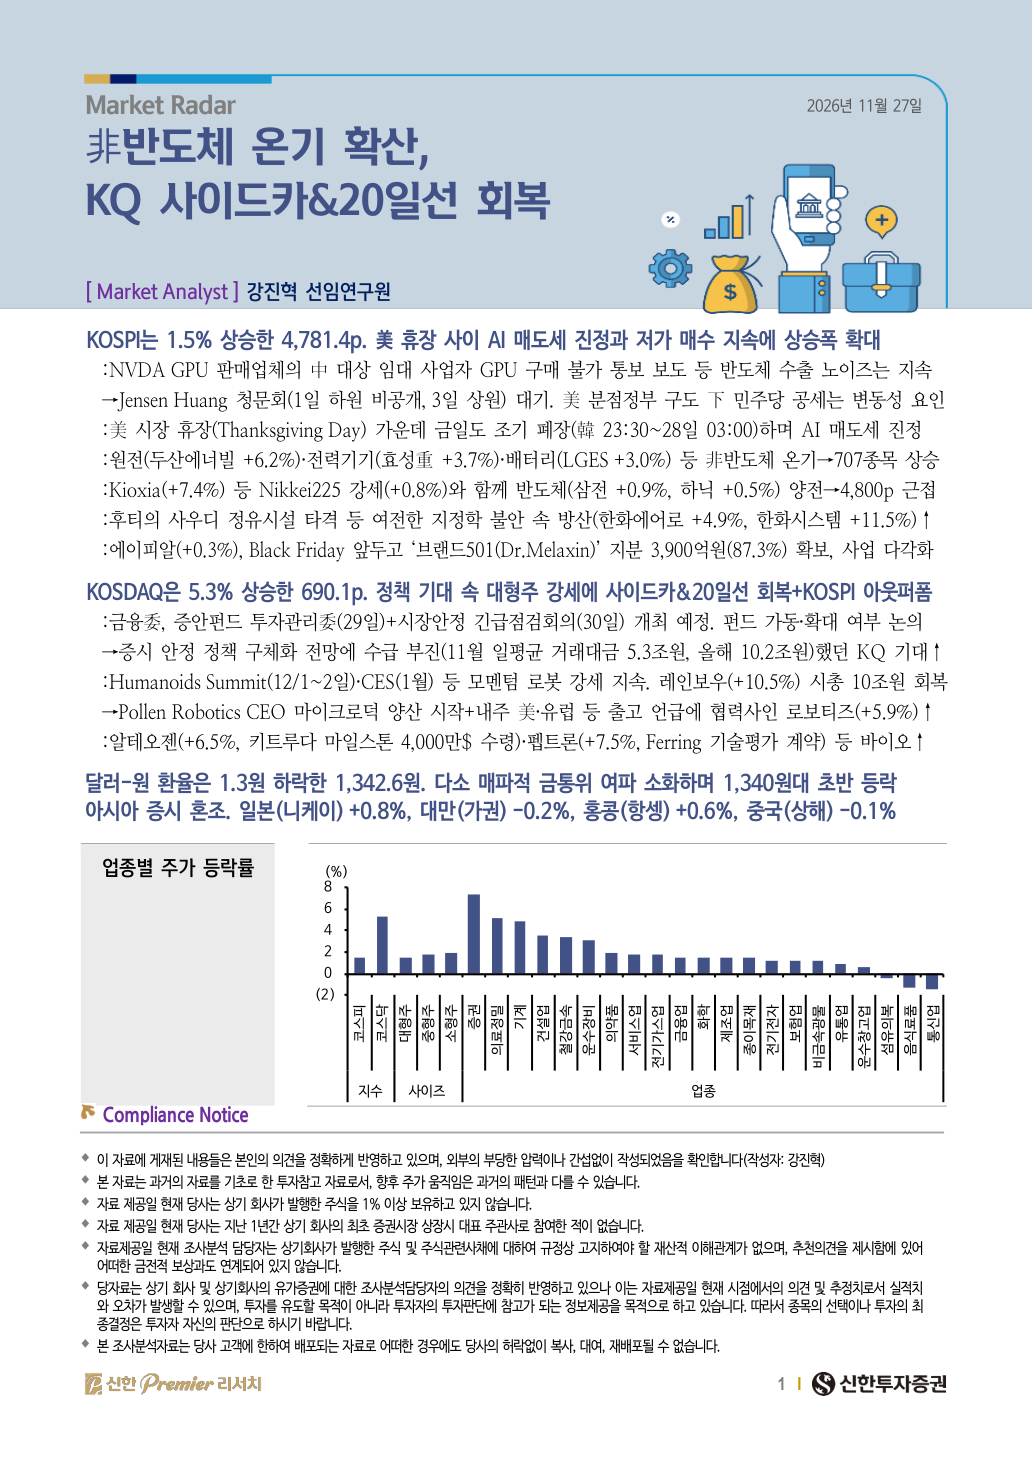 Market Radar
2026년 11월 27일
非반도체 온기 확산,
KQ 사이드카&20일선 회복
[ Market Analyst ] 강진혁 선임연구원
KOSPI는 1.5% 상승한 4,781.4p. 美 휴장 사이 AI 매도세 진정과 저가 매수 지속에 상승폭 확대
:NVDA GPU 판매업체의 中 대상 임대 사업자 GPU 구매 불가 통보 보도 등 반도체 수출 노이즈는 지속
→Jensen Huang 청문회(1일 하원 비공개, 3일 상원) 대기. 美 분점정부 구도 下 민주당 공세는 변동성 요인
:美 시장 휴장(Thanksgiving Day) 가운데 금일도 조기 폐장(韓 23:30~28일 03:00)하며 AI 매도세 진정
:원전(두산에너빌 +6.2%)·전력기기(효성重 +3.7%)·배터리(LGES +3.0%) 등 非반도체 온기→707종목 상승
:Kioxia(+7.4%) 등 Nikkei225 강세(+0.8%)와 함께 반도체(삼전 +0.9%, 하닉 +0.5%) 양전→4,800p 근접
:후티의 사우디 정유시설 타격 등 여전한 지정학 불안 속 방산(한화에어로 +4.9%, 한화시스템 +11.5%)↑
:에이피알(+0.3%), Black Friday 앞두고 ‘브랜드501(Dr.Melaxin)’ 지분 3,900억원(87.3%) 확보, 사업 다각화
KOSDAQ은 5.3% 상승한 690.1p. 정책 기대 속 대형주 강세에 사이드카&20일선 회복+KOSPI 아웃퍼폼
:금융委, 증안펀드 투자관리委(29일)+시장안정 긴급점검회의(30일) 개최 예정. 펀드 가동·확대 여부 논의
→증시 안정 정책 구체화 전망에 수급 부진(11월 일평균 거래대금 5.3조원, 올해 10.2조원)했던 KQ 기대↑
:Humanoids Summit(12/1~2일)·CES(1월) 등 모멘텀 로봇 강세 지속. 레인보우(+10.5%) 시총 10조원 회복
→Pollen Robotics CEO 마이크로덕 양산 시작+내주 美·유럽 등 출고 언급에 협력사인 로보티즈(+5.9%)↑
:알테오젠(+6.5%, 키트루다 마일스톤 4,000만$ 수령)·펩트론(+7.5%, Ferring 기술평가 계약) 등 바이오↑
달러-원 환율은 1.3원 하락한 1,342.6원. 다소 매파적 금통위 여파 소화하며 1,340원대 초반 등락
아시아 증시 혼조. 일본(니케이) +0.8%, 대만(가권) -0.2%, 홍콩(항셍) +0.6%, 중국(상해) -0.1%
업종별 주가 등락률
(%)
8
6
4
2
0
(2)
코스피
코스닥
대형주
중형주
소형주
증권
의료정밀
기계
건설업
철강금속
운수장비
의약품
서비스업
전기가스업
금융업
화학
제조업
종이목재
전기전자
보험업
비금속광물
유통업
운수창고업
섬유의복
음식료품
통신업
지수
사이즈
업종
Compliance Notice
◆ 이 자료에 게재된 내용들은 본인의 의견을 정확하게 반영하고 있으며, 외부의 부당한 압력이나 간섭없이 작성되었음을 확인합니다(작성자: 강진혁)
◆ 본 자료는 과거의 자료를 기초로 한 투자참고 자료로서, 향후 주가 움직임은 과거의 패턴과 다를 수 있습니다.
◆ 자료 제공일 현재 당사는 상기 회사가 발행한 주식을 1% 이상 보유하고 있지 않습니다.
◆ 자료 제공일 현재 당사는 지난 1년간 상기 회사의 최초 증권시장 상장시 대표 주관사로 참여한 적이 없습니다.
◆ 자료제공일 현재 조사분석 담당자는 상기회사가 발행한 주식 및 주식관련사채에 대하여 규정상 고지하여야 할 재산적 이해관계가 없으며, 추천의견을 제시함에 있어
어떠한 금전적 보상과도 연계되어 있지 않습니다.
◆ 당자료는 상기 회사 및 상기회사의 유가증권에 대한 조사분석담당자의 의견을 정확히 반영하고 있으나 이는 자료제공일 현재 시점에서의 의견 및 추정치로서 실적치
와 오차가 발생할 수 있으며, 투자를 유도할 목적이 아니라 투자자의 투자판단에 참고가 되는 정보제공을 목적으로 하고 있습니다. 따라서 종목의 선택이나 투자의 최
종결정은 투자자 자신의 판단으로 하시기 바랍니다.
◆ 본 조사분석자료는 당사 고객에 한하여 배포되는 자료로 어떠한 경우에도 당사의 허락없이 복사, 대여, 재배포될 수 없습니다.
신한 Premier 리서치
1 | 신한투자증권